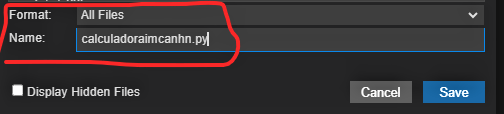 Format: All Files
Name: calculadoraimcanhn.py
Display Hidden Files Cancel Save